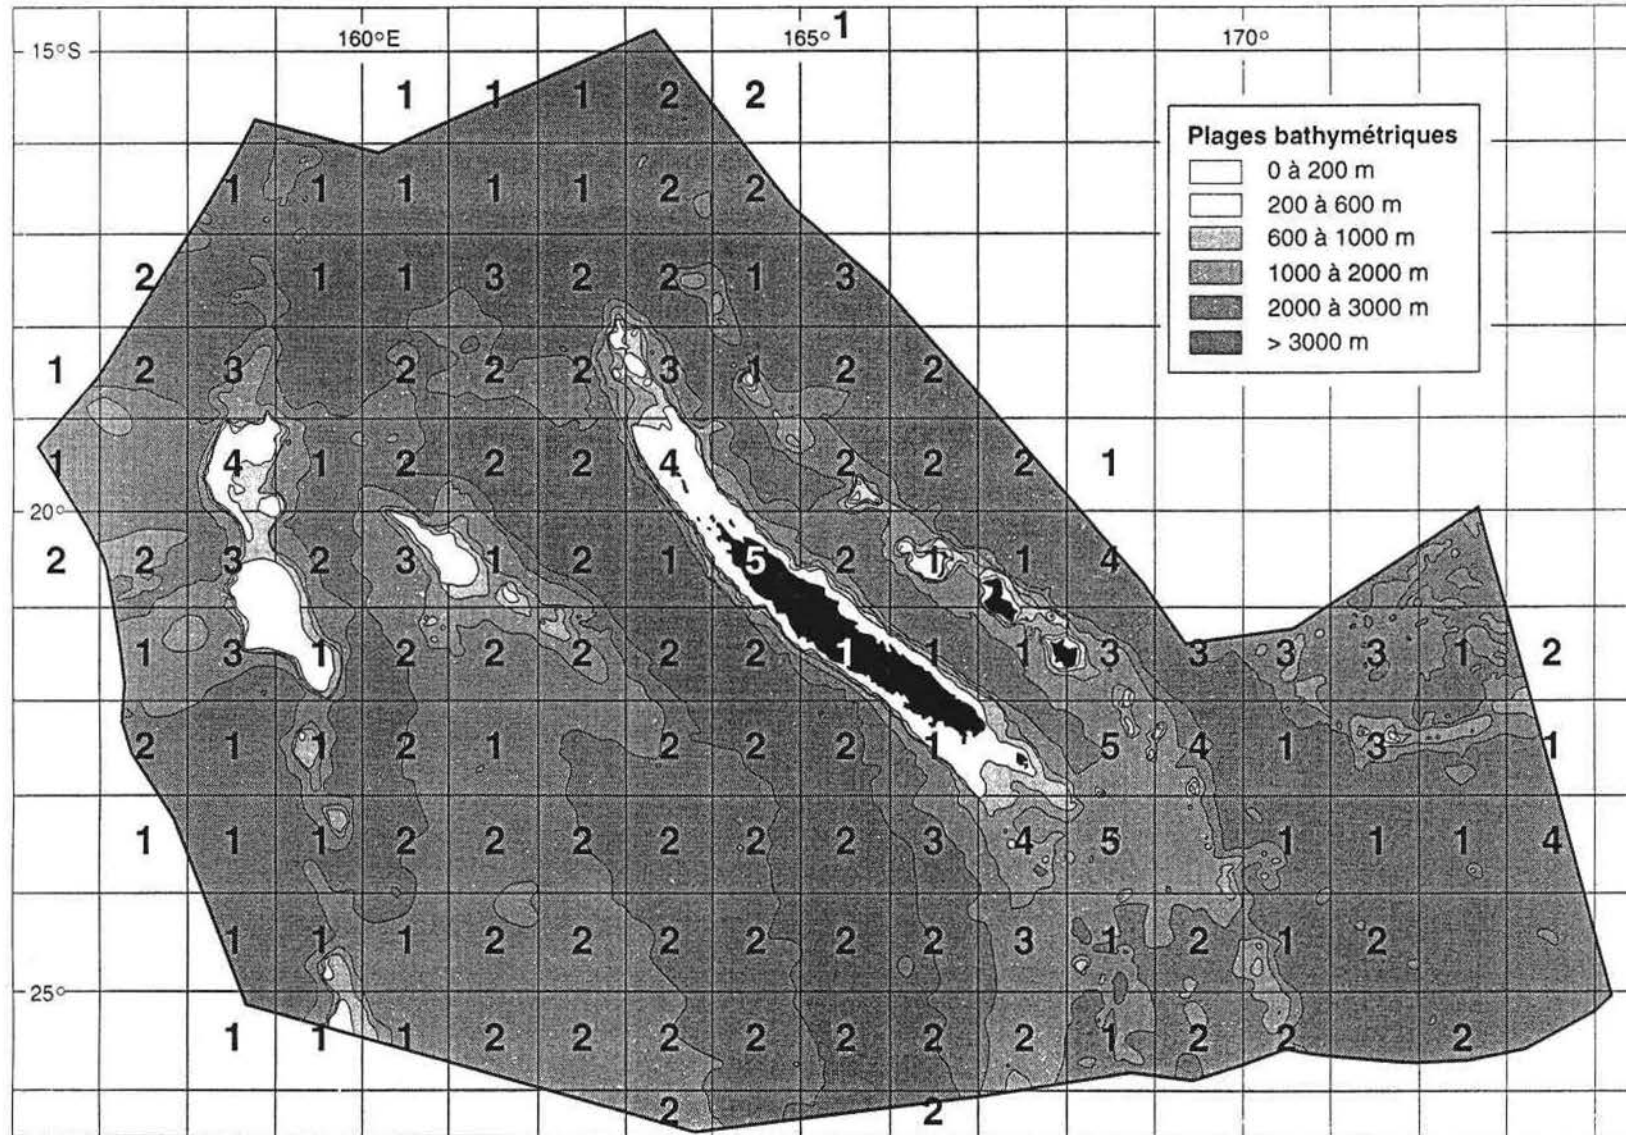 1
15°S 160°E 165° 170°
1 1 1 2 2
Plages bathymétriques
0 à 200 m
200 à 600 m
600 à 1000 m
1000 à 2000 m
2000 à 3000 m
> 3000 m
1 1 1 1 1 2 2
2 1 1 3 2 2 1 3
1 2 3 2 2 2 3 1 2 2
1 4 1 2 2 2 4 2 2 2 1
20°
2 2 3 2 3 1 2 1 5 2 1 1 4
1 3 1 2 2 2 2 2 1 1 1 3 3 3 3 1 2
2 1 1 2 1 2 2 2 1 5 4 1 3 1
1 1 1 2 2 2 2 2 2 3 4 5 1 1 1 4
1 1 1 2 2 2 2 2 2 3 1 2 1 2
25°
1 1 1 2 2 2 2 2 2 2 1 2 2 2
2 2